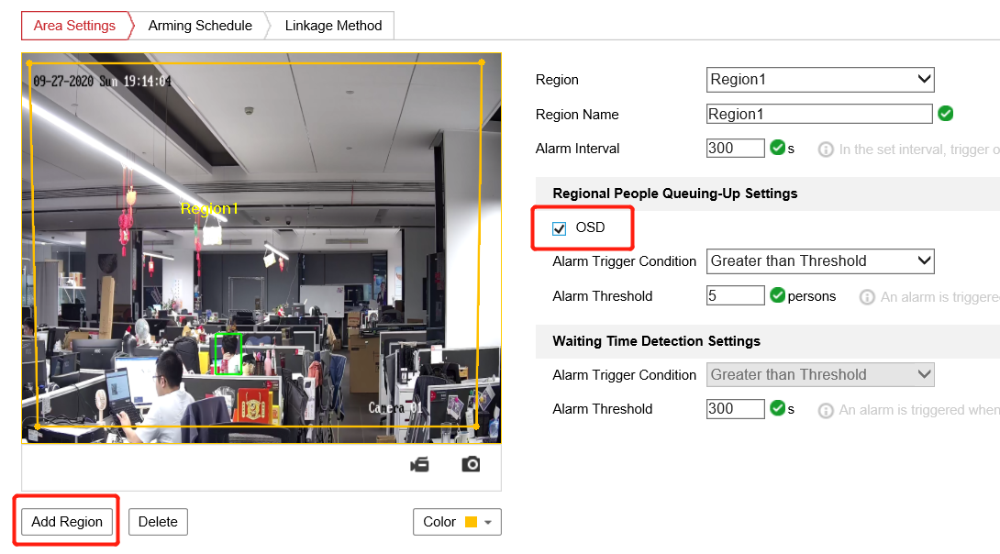 Area Settings Arming Schedule Linkage Method
09-27-2020 Sun 19:14:04
Region1
Camera 01
Add Region Delete Color
Region Region1
Region Name Region1
Alarm Interval 300 s In the set interval, trigger o
Regional People Queuing-Up Settings
OSD
Alarm Trigger Condition Greater than Threshold
Alarm Threshold 5 persons An alarm is triggered
Waiting Time Detection Settings
Alarm Trigger Condition Greater than Threshold
Alarm Threshold 300 s An alarm is triggered when